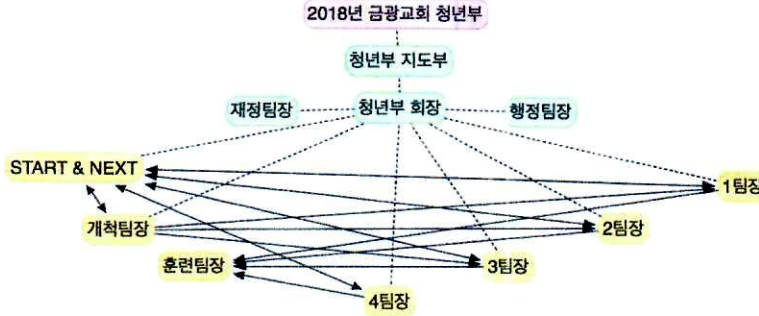 2018년 금광교회 청년부
청년부 지도부
재정팀장
청년부 회장
행정팀장
START & NEXT
1팀장
개척팀장
2팀장
훈련팀장
3팀장
4팀장